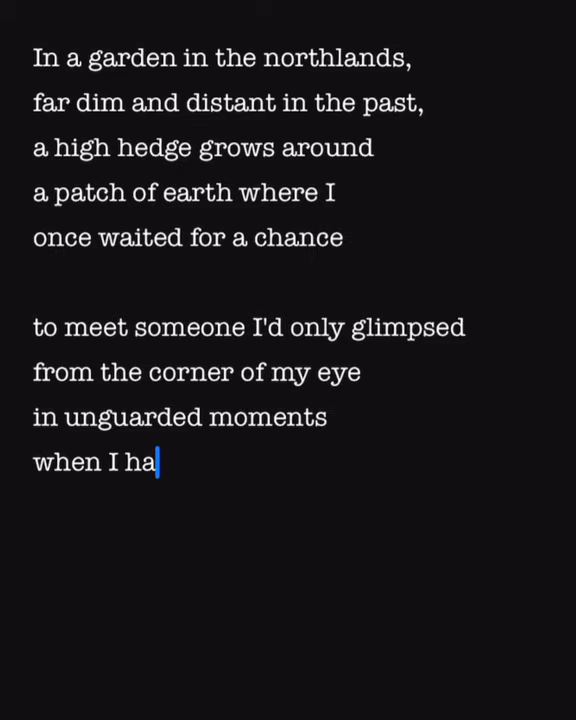 In a garden in the northlands,
far dim and distant in the past,
a high hedge grows around
a patch of earth where I
once waited for a chance
to meet someone I'd only glimpsed
from the corner of my eye
in unguarded moments
when I ha